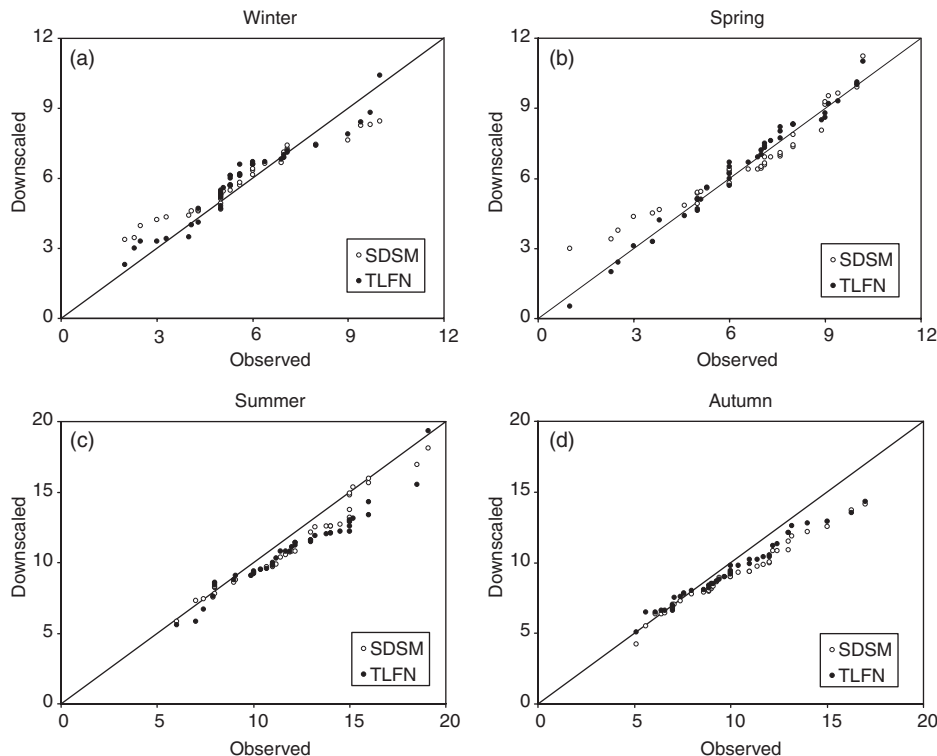 Winter
(a)
12
9
6
3
0
Downscaled
SDSM
TLFN
0 3 6 9 12
Observed
Spring
(b)
12
9
6
3
0
Downscaled
SDSM
TLFN
0 3 6 9 12
Observed
Summer
(c)
20
15
10
5
0
Downscaled
SDSM
TLFN
0 5 10 15 20
Observed
Autumn
(d)
20
15
10
5
0
Downscaled
SDSM
TLFN
0 5 10 15 20
Observed